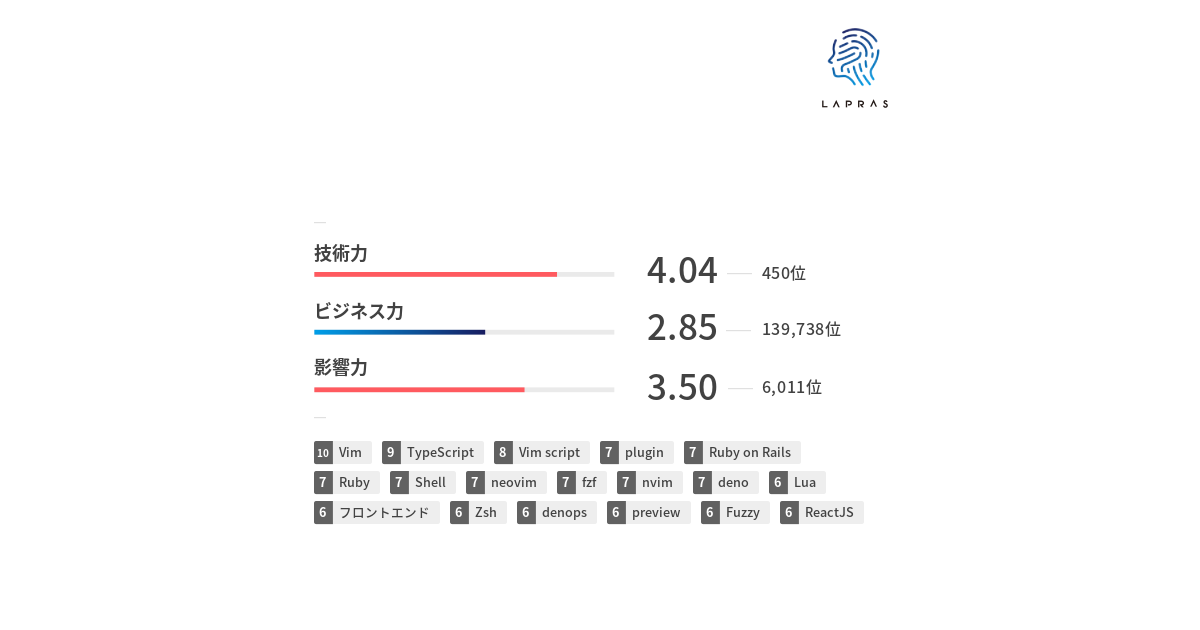 LAPRAS
技術力
4.04 450位
ビジネス力
2.85 139,738位
影響力
3.50 6,011位
10 Vim 9 TypeScript 8 Vim script 7 plugin 7 Ruby on Rails
7 Ruby 7 Shell 7 neovim 7 fzf 7 nvim 7 deno 6 Lua
6 フロントエンド 6 Zsh 6 denops 6 preview 6 Fuzzy 6 ReactJS